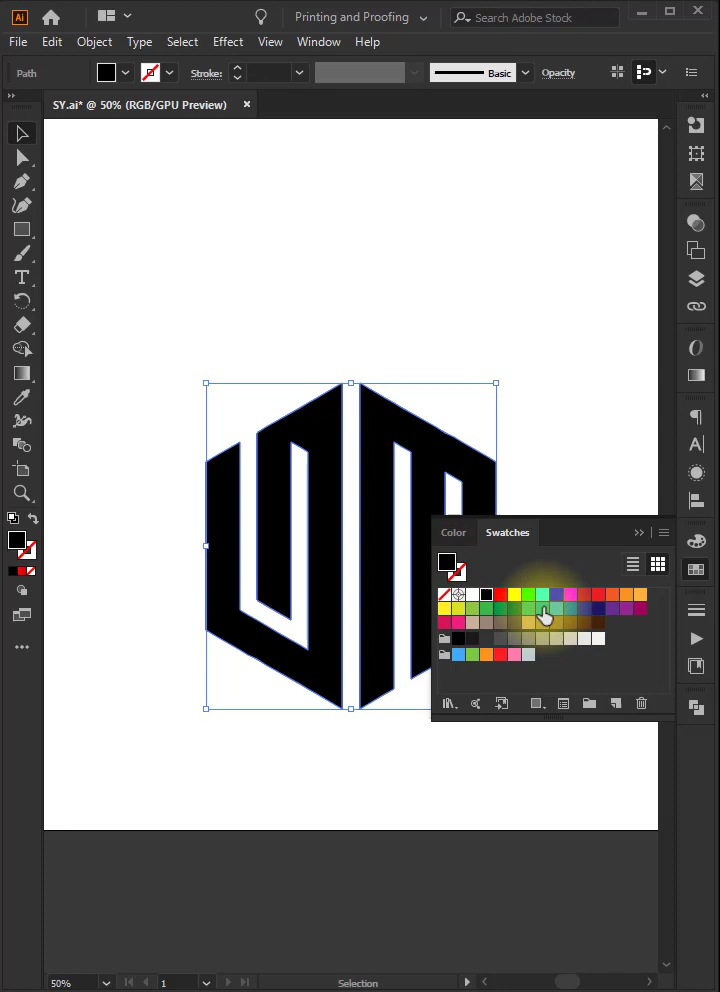 Ai
Printing and Proofing
Search Adobe Stock
File Edit Object Type Select Effect View Window Help
Path
Stroke:
Basic
Opacity
SY.ai* @ 50% (RGB/GPU Preview)
Color
Swatches
50%
1
Selection